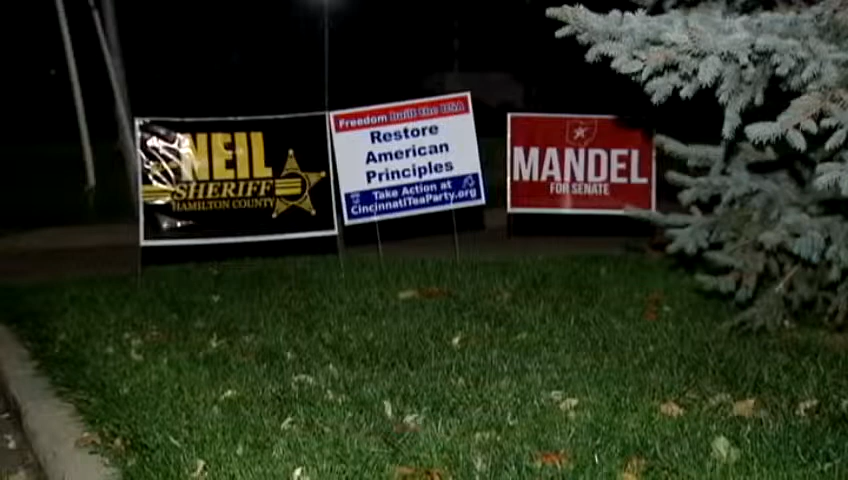 NEIL
SHERIFF
HAMILTON COUNTY
Freedom built the USA
Restore
American
Principles
Take Action at
CincinnatiTeaParty.org
MANDEL
FOR SENATE